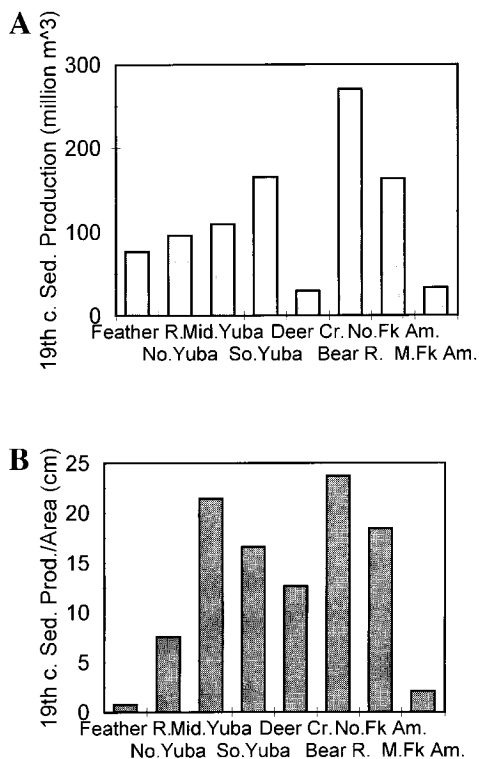 A
19th c. Sed. Production (million m^3)
300
200
100
0
Feather R.Mid.Yuba Deer Cr.No.Fk Am.
No.Yuba So.Yuba Bear R. M.Fk Am.
B
19th c. Sed. Prod./Area (cm)
25
20
15
10
5
0
Feather R.Mid.Yuba Deer Cr.No.Fk Am.
No.Yuba So.Yuba Bear R. M.Fk Am.